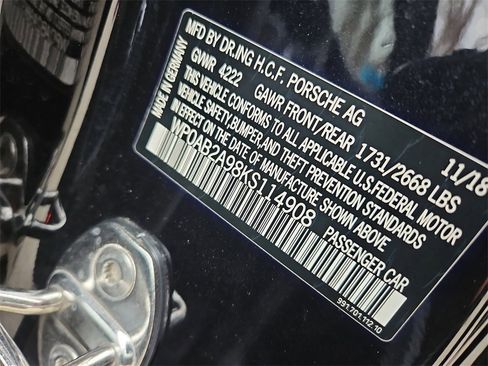 MFD BY DR.ING H.C.F. PORSCHE AG 11/18
MADE IN GERMANY
GVWR 4222 GAWR FRONT/REAR 1731/2668 LBS
THIS VEHICLE CONFORMS TO ALL APPLICABLE U.S. FEDERAL MOTOR
VEHICLE SAFETY, BUMPER, AND THEFT PREVENTION STANDARDS
IN EFFECT ON THE DATE OF MANUFACTURE SHOWN ABOVE
WP0AB2A98KS114908 PASSENGER CAR
991.701.112.10